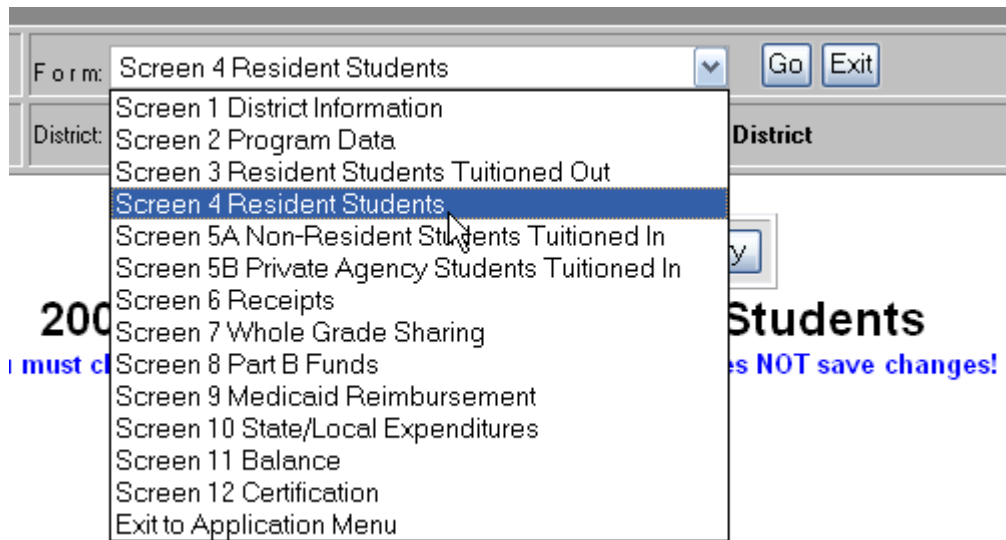 Form: Screen 4 Resident Students Go Exit
Screen 1 District Information
District: Screen 2 Program Data District
Screen 3 Resident Students Tuitioned Out
Screen 4 Resident Students
Screen 5A Non-Resident Students Tuitioned In
Screen 5B Private Agency Students Tuitioned In
Screen 6 Receipts
200 Students
Screen 7 Whole Grade Sharing
must Screen 8 Part B Funds NOT save changes!
Screen 9 Medicaid Reimbursement
Screen 10 State/Local Expenditures
Screen 11 Balance
Screen 12 Certification
Exit to Application Menu